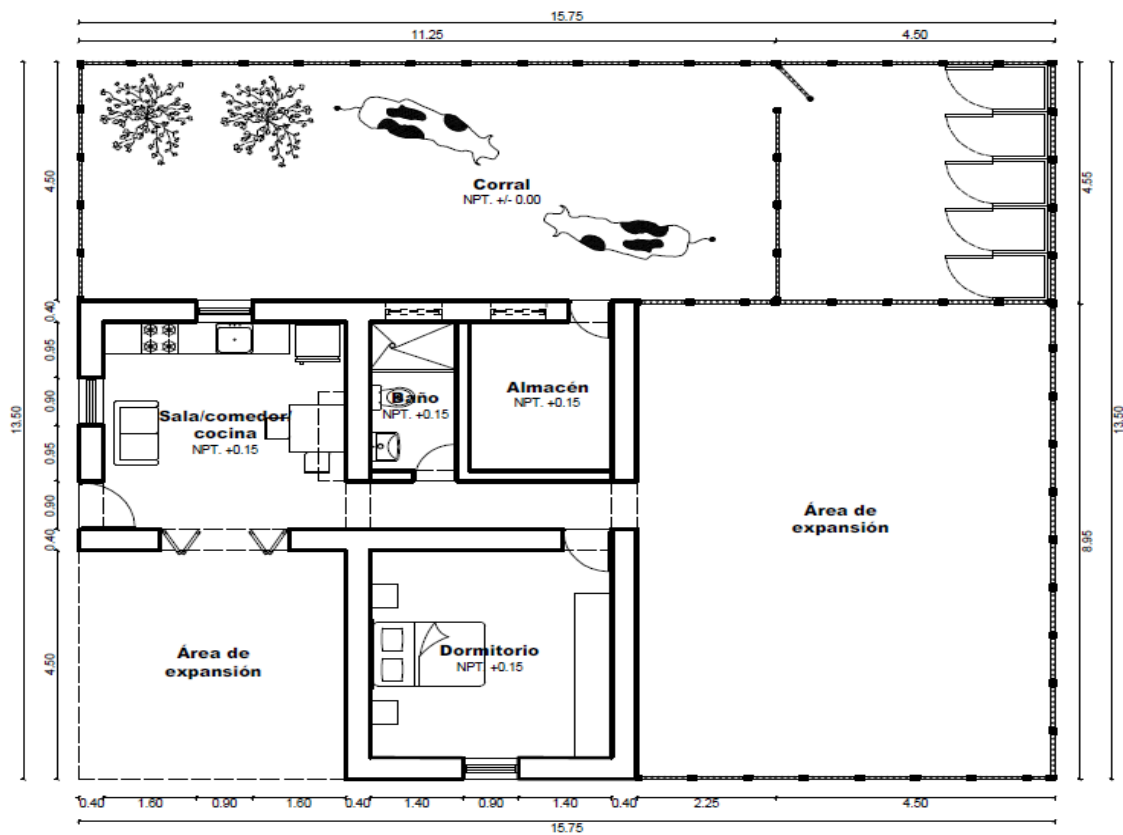 15.75
11.25
4.50
4.50
0.40
0.95
0.90
0.95
0.90
0.40
4.50
13.50
Corral
NPT. +/- 0.00
4.55
8.95
13.50
Sala/comedor/
cocina
NPT. +0.15
Baño
NPT. +0.15
Almacén
NPT. +0.15
Área de
expansión
Área de
expansión
Dormitorio
NPT. +0.15
0.40
1.60
0.90
1.60
0.40
1.40
0.90
1.40
0.40
2.25
4.50
15.75